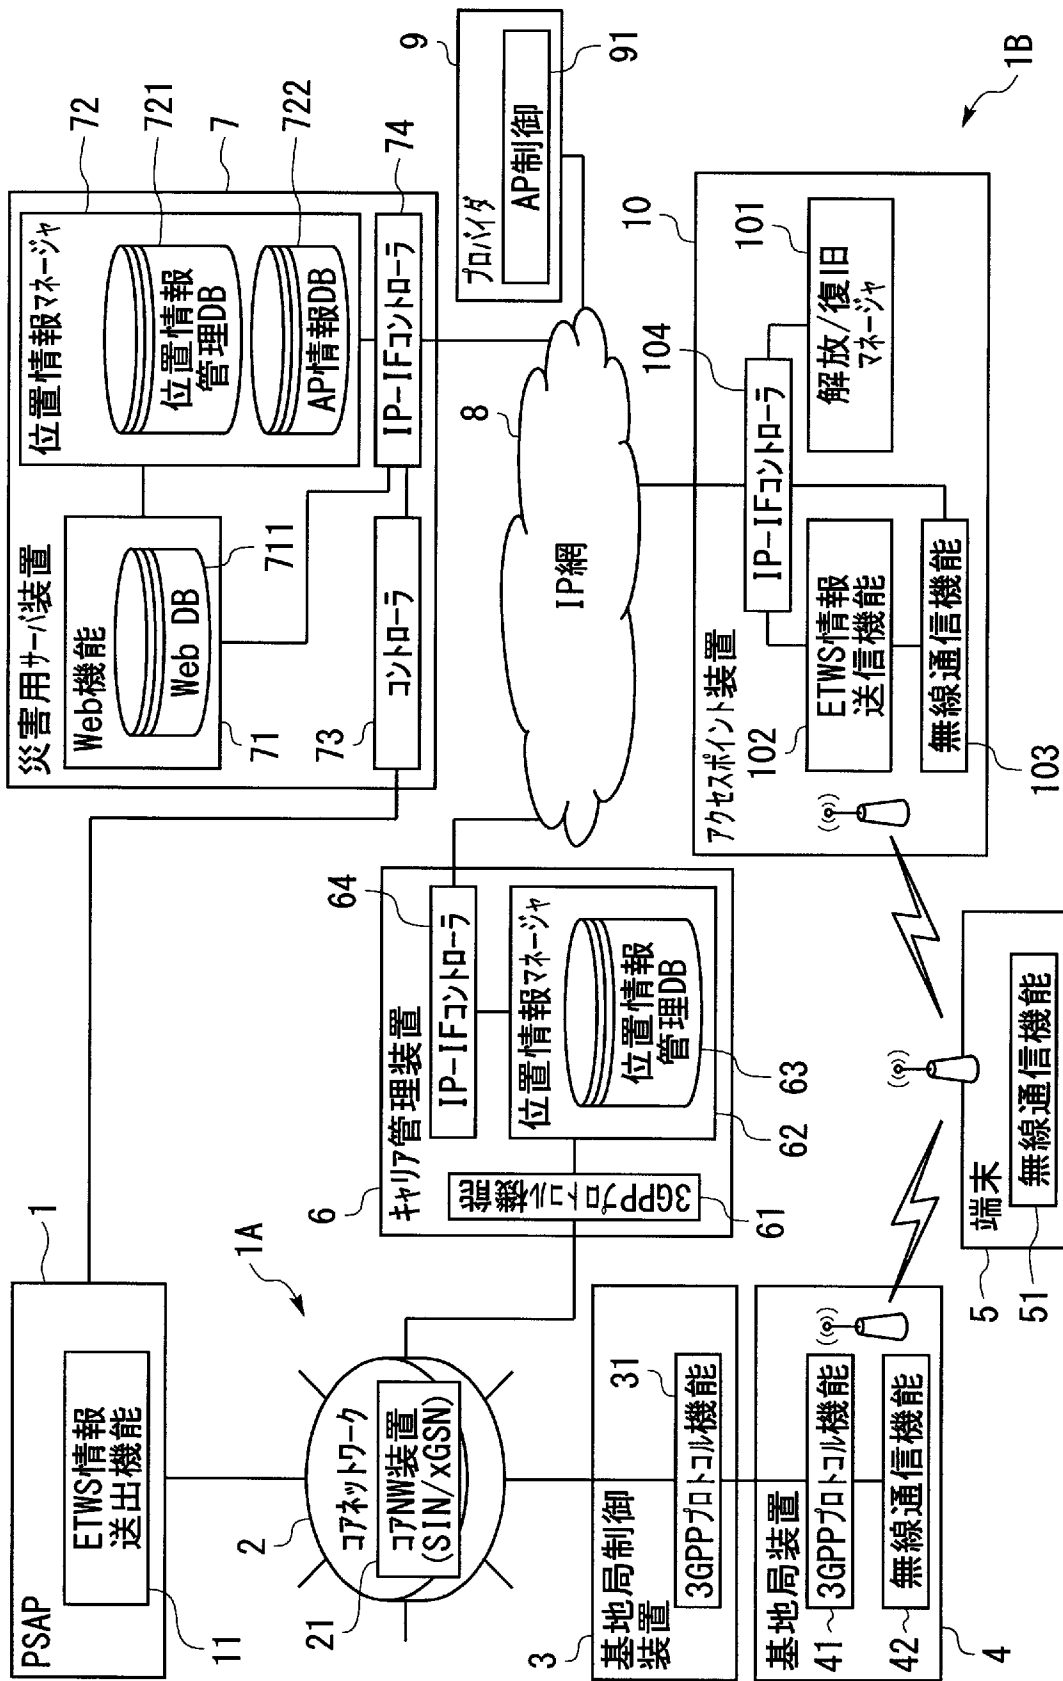 PSAP
1
ETWS情報
送出機能
11
コアネットワーク
2
コアNW装置
(SIN/xGSN)
21
1A
基地局制御
装置
3
3GPPプロトコル機能
31
基地局装置
4
3GPPプロトコル機能
41
無線通信機能
42
端末
5
無線通信機能
51
キャリア管理装置
6
3GPPプロトコル機能
61
IP-IFコントローラ
64
位置情報マネージャ
62
位置情報
管理DB
63
災害用サーバ装置
7
Web機能
71
Web DB
711
位置情報マネージャ
72
位置情報
管理DB
721
AP情報DB
722
コントローラ
73
IP-IFコントローラ
74
IP網
8
プロバイダ
9
AP制御
91
アクセスポイント装置
10
IP-IFコントローラ
104
解放/復旧
マネージャ
101
ETWS情報
送信機能
102
無線通信機能
103
1B